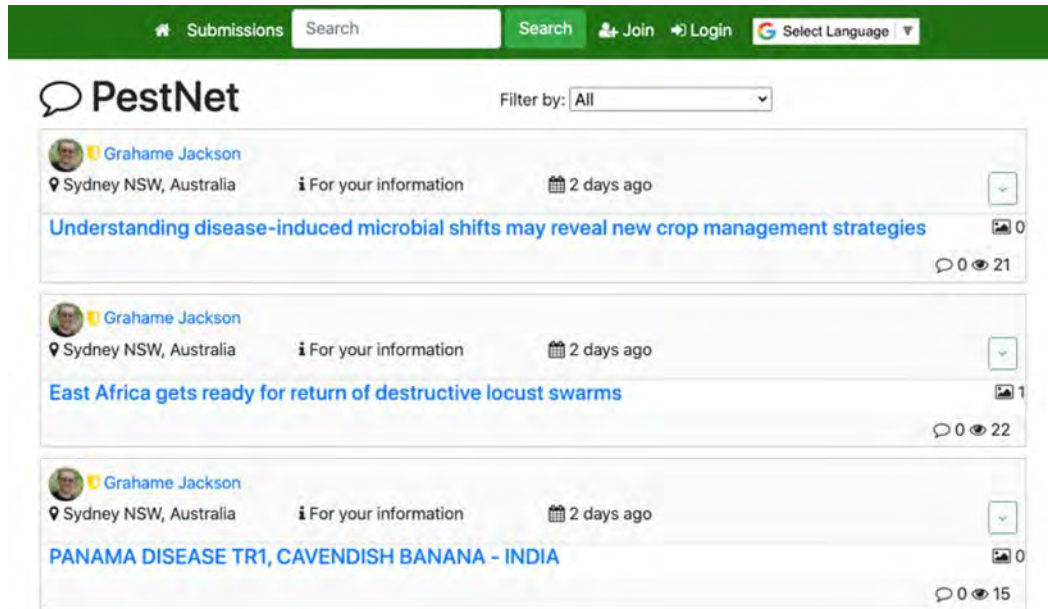 Submissions Search Search Join Login G Select Language ▼
PestNet Filter by: All
Grahame Jackson
Sydney NSW, Australia For your information 2 days ago
Understanding disease-induced microbial shifts may reveal new crop management strategies 0
0 21
Grahame Jackson
Sydney NSW, Australia For your information 2 days ago
East Africa gets ready for return of destructive locust swarms 1
0 22
Grahame Jackson
Sydney NSW, Australia For your information 2 days ago
PANAMA DISEASE TR1, CAVENDISH BANANA - INDIA 0
0 15